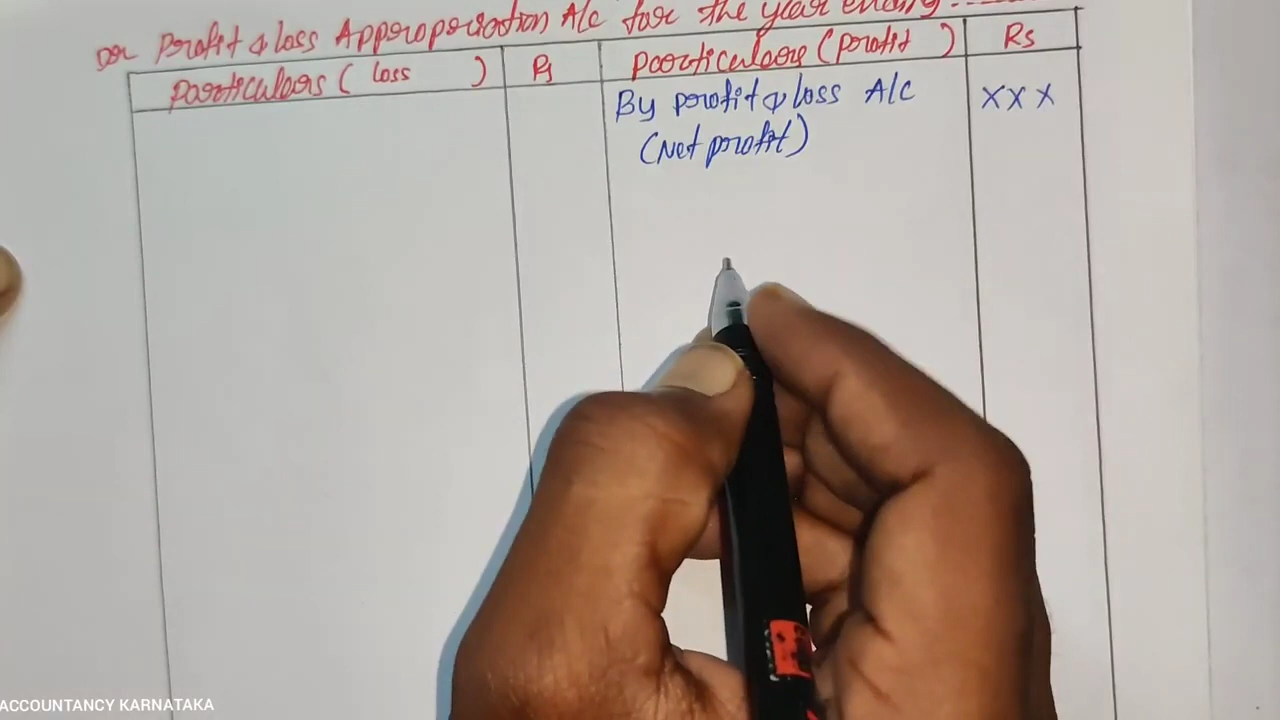 Dr Profit & loss Appropriation A/c for the year ending........
Particulars ( loss ) Rs Particulars ( profit ) Rs
By profit & loss A/c XXX
(Net profit)
ACCOUNTANCY KARNATAKA